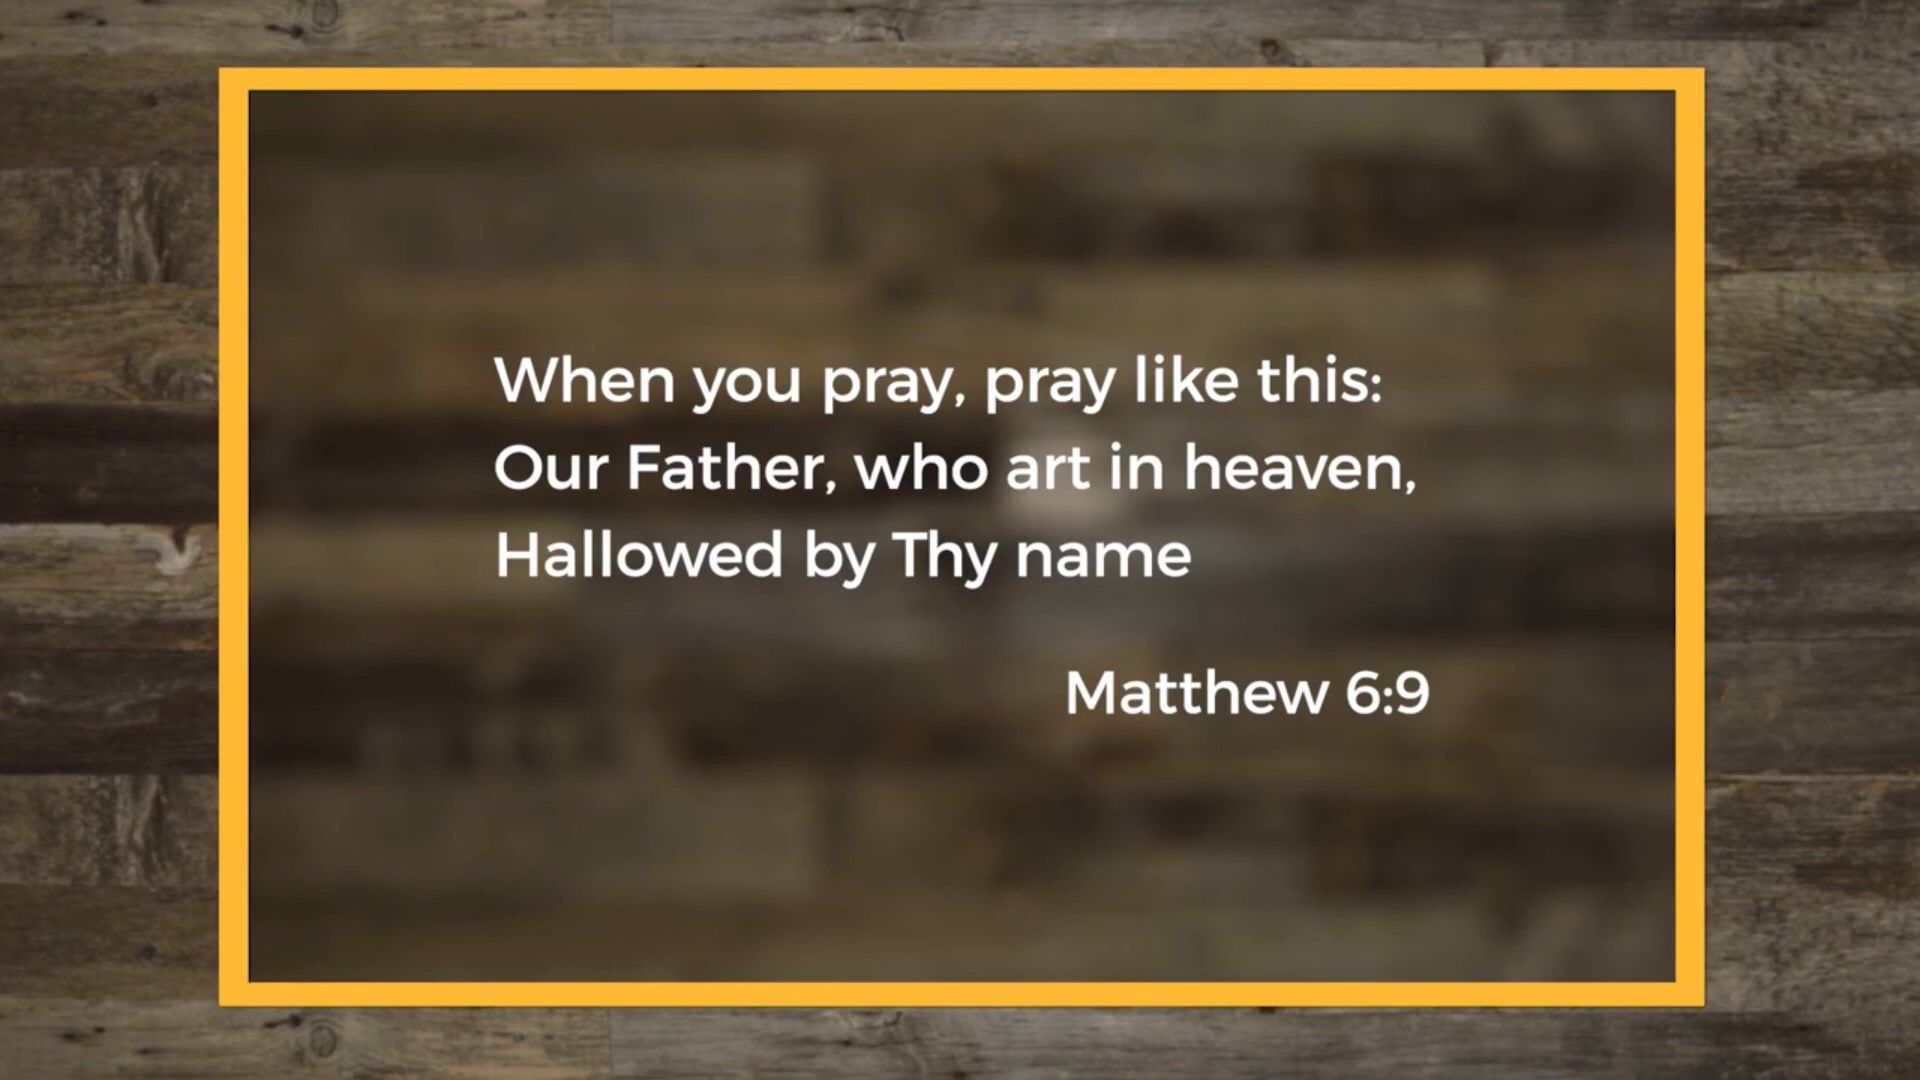 When you pray, pray like this:
Our Father, who art in heaven,
Hallowed by Thy name
Matthew 6:9